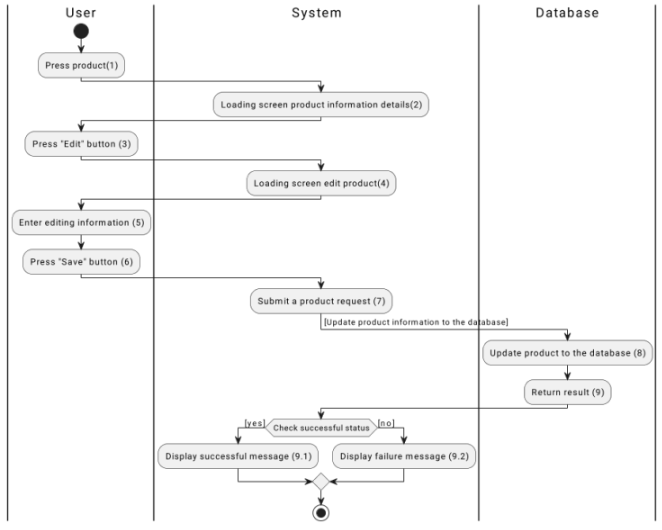 User
System
Database
Press product(1)
Loading screen product information details(2)
Press "Edit" button (3)
Loading screen edit product(4)
Enter editing information (5)
Press "Save" button (6)
Submit a product request (7)
[Update product information to the database]
Update product to the database (8)
Return result (9)
[yes]
Check successful status
[no]
Display successful message (9.1)
Display failure message (9.2)